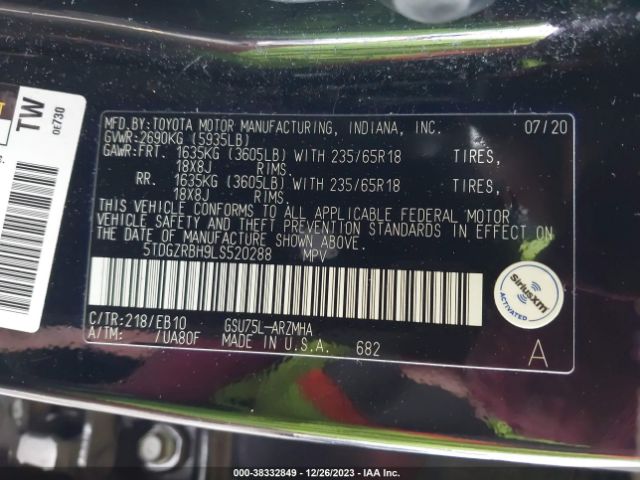 MFD.BY:TOYOTA MOTOR MANUFACTURING, INDIANA, INC. 07/20
GVWR:2690KG (5935LB)
GAWR:FRT. 1635KG (3605LB) WITH 235/65R18 TIRES,
18X8J RIMS.
RR. 1635KG (3605LB) WITH 235/65R18 TIRES,
18X8J RIMS.
THIS VEHICLE CONFORMS TO ALL APPLICABLE FEDERAL MOTOR
VEHICLE SAFETY AND THEFT PREVENTION STANDARDS IN EFFECT ON
THE DATE OF MANUFACTURE SHOWN ABOVE.
5TDGZRBH9LS520288 MPV
C/TR:218/EB10 GSU75L-ARZMHA
A/TM: /UA80F MADE IN U.S.A. 682
SiriusXM
ACTIVATED
A
TW
0E730
000-38332849 | 12/26/2023 | IAA Inc.